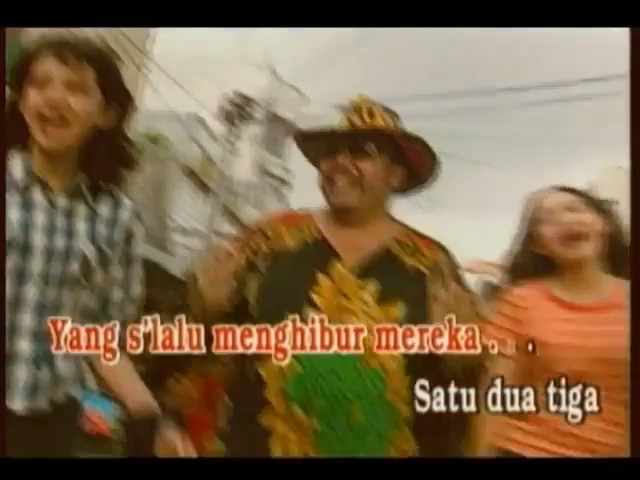 Yang s'lalu menghibur mereka . . .
Satu dua tiga